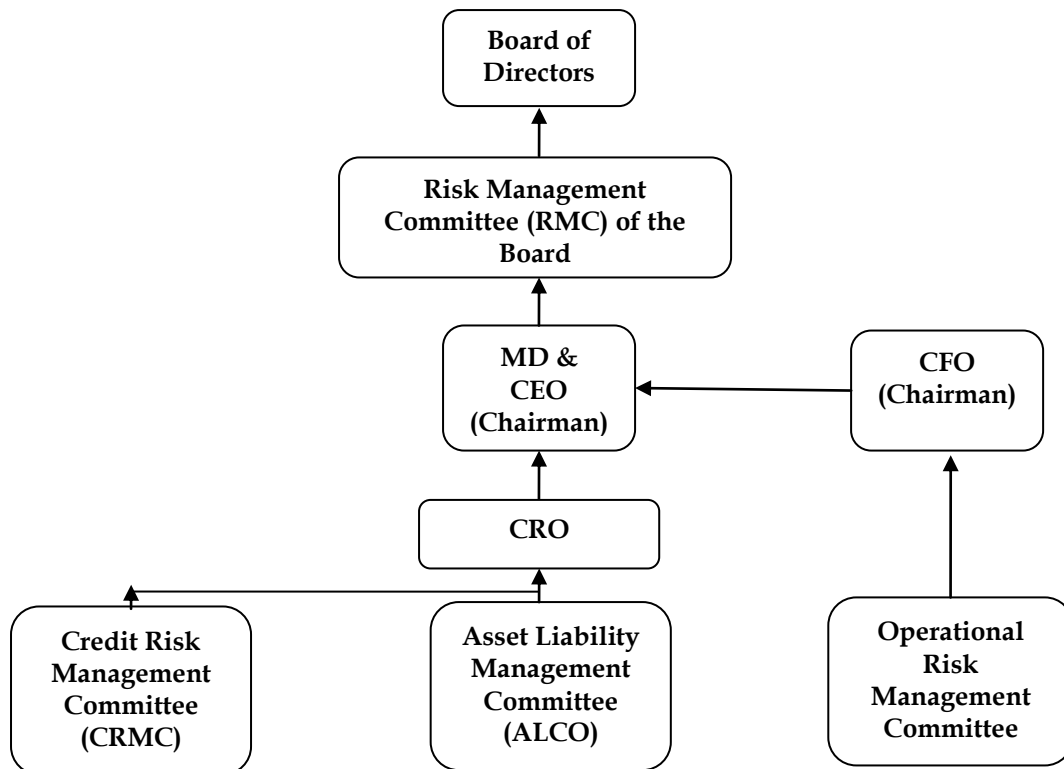 Board of
Directors
Risk Management
Committee (RMC) of the
Board
MD &
CEO
(Chairman)
CFO
(Chairman)
CRO
Credit Risk
Management
Committee
(CRMC)
Asset Liability
Management
Committee
(ALCO)
Operational
Risk
Management
Committee